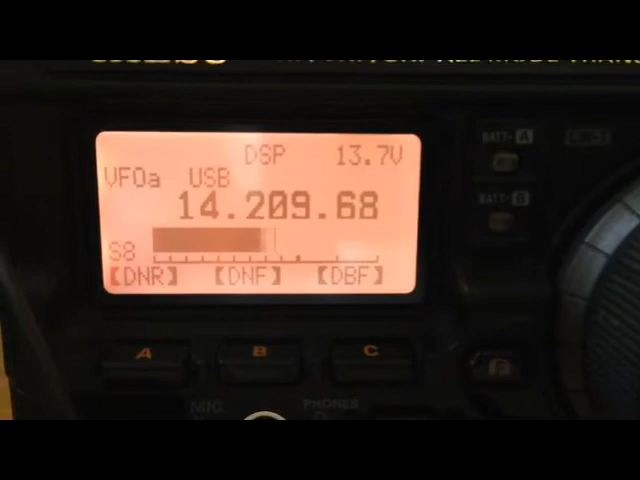 DSP 13.7V
BATT-A
VFOa USB
14.209.68
BATT-B
S8
[DNR] [DNF] [DBF]
A B C F
MIC PHONES